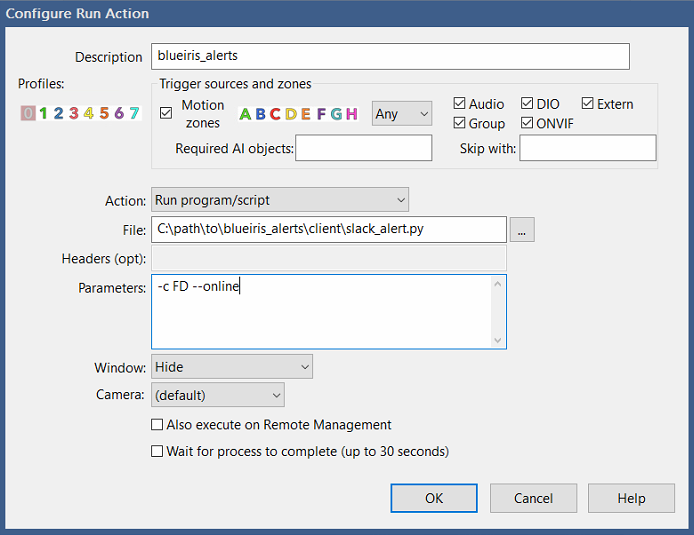 Configure Run Action
Description blueiris_alerts
Profiles: Trigger sources and zones
0 1 2 3 4 5 6 7 Motion zones A B C D E F G H Any Audio DIO Extern
Group ONVIF
Required AI objects: Skip with:
Action: Run program/script
File: C:\path\to\blueiris_alerts\client\slack_alert.py ...
Headers (opt):
Parameters: -c FD --online
Window: Hide
Camera: (default)
Also execute on Remote Management
Wait for process to complete (up to 30 seconds)
OK Cancel Help